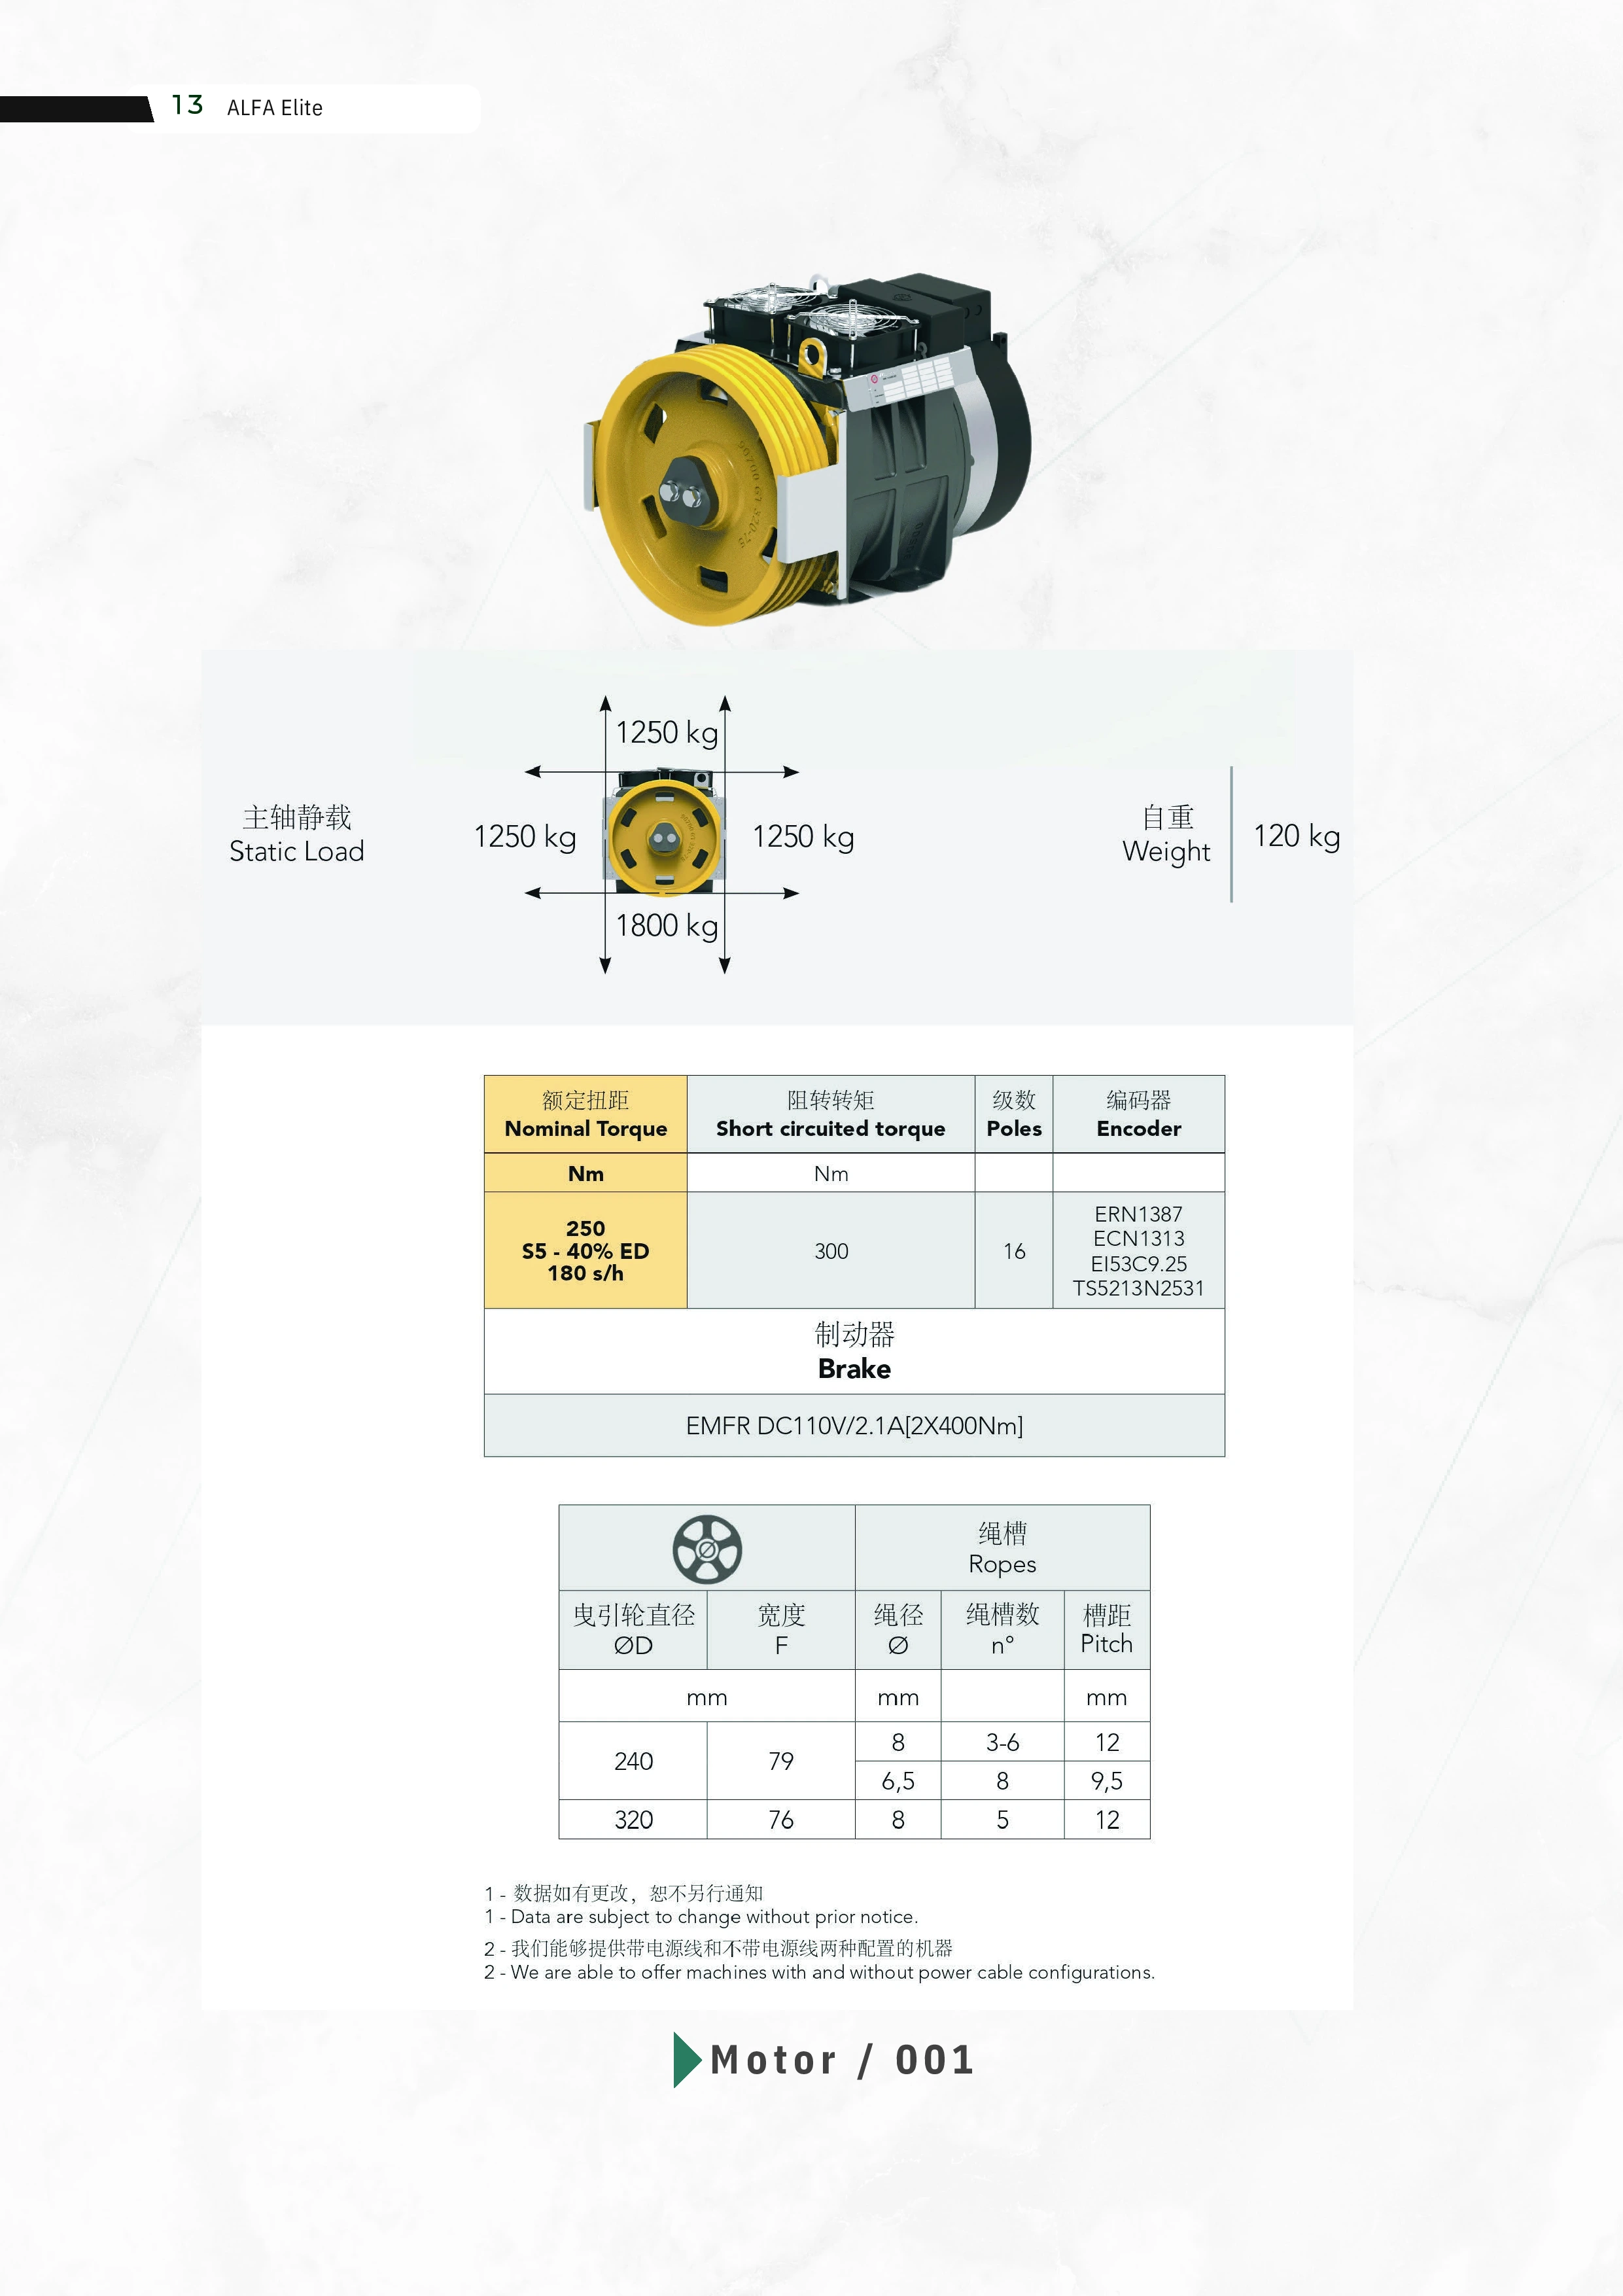 13 ALFA Elite
1250 kg
主轴静载
Static Load
1250 kg
1250 kg
1800 kg
自重
Weight
120 kg
额定扭距
Nominal Torque
阻转转矩
Short circuited torque
级数
Poles
编码器
Encoder
Nm
Nm
250
S5 - 40% ED
180 s/h
300
16
ERN1387
ECN1313
EI53C9.25
TS5213N2531
制动器
Brake
EMFR DC110V/2.1A[2X400Nm]
绳槽
Ropes
曳引轮直径
ØD
宽度
F
绳径
Ø
绳槽数
n°
槽距
Pitch
mm
mm
mm
240
79
8
3-6
12
6,5
8
9,5
320
76
8
5
12
1 - 数据如有更改，恕不另行通知
1 - Data are subject to change without prior notice.
2 - 我们能够提供带电源线和不带电源线两种配置的机器
2 - We are able to offer machines with and without power cable configurations.
Motor / 001